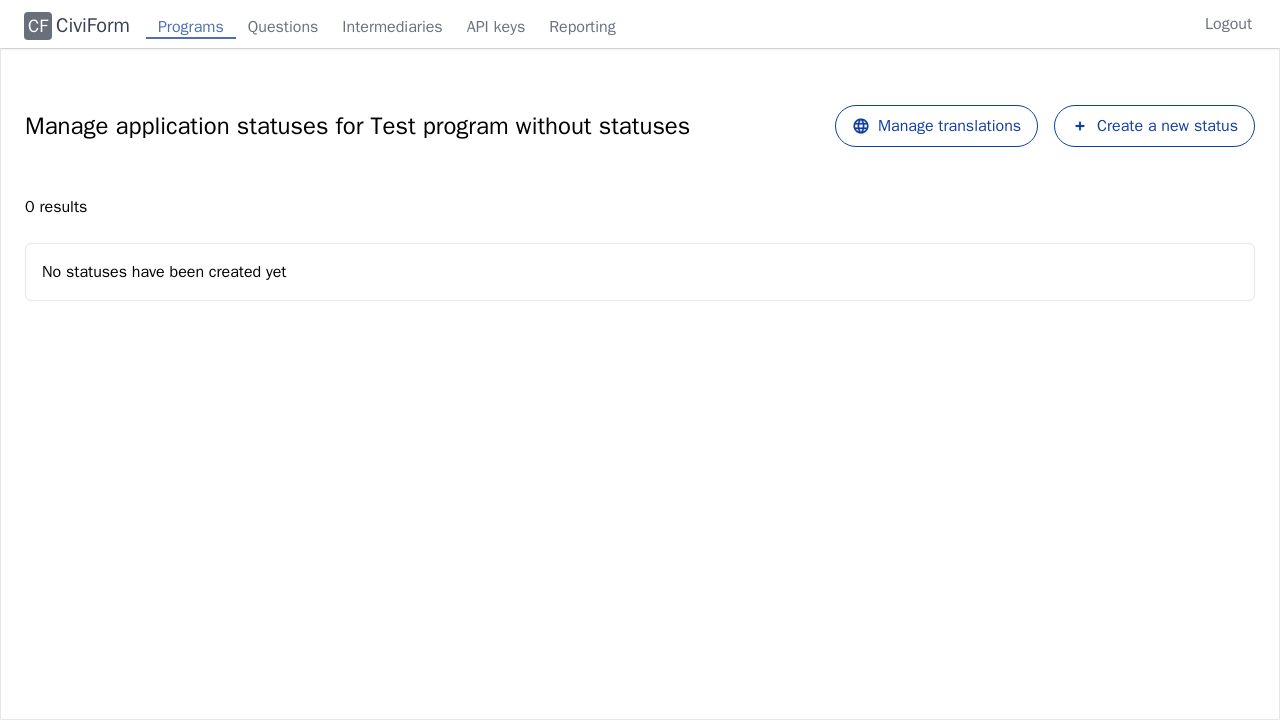 CF CiviForm Programs Questions Intermediaries API keys Reporting Logout
Manage application statuses for Test program without statuses Manage translations Create a new status
0 results
No statuses have been created yet